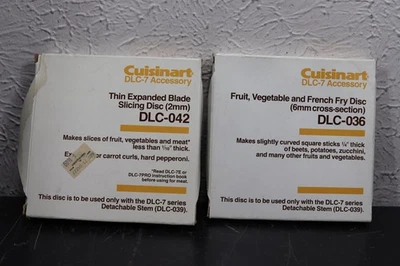 Cuisinart
DLC-7 Accessory
Thin Expanded Blade
Slicing Disc (2mm)
DLC-042
Makes slices of fruit, vegetables and meat*
less than 1/16" thick.
or carrot curls, hard pepperoni.
*Read DLC-7E or
DLC-7PRO instruction book
before using for meat.
This disc is to be used only with the DLC-7 series
Detachable Stem (DLC-039).
Cuisinart
DLC-7 Accessory
Fruit, Vegetable and French Fry Disc
(6mm cross-section)
DLC-036
Makes slightly curved square sticks ¼" thick
of beets, potatoes, zucchini,
and many other fruits and vegetables.
This disc is to be used only with the DLC-7 series
Detachable Stem (DLC-039).